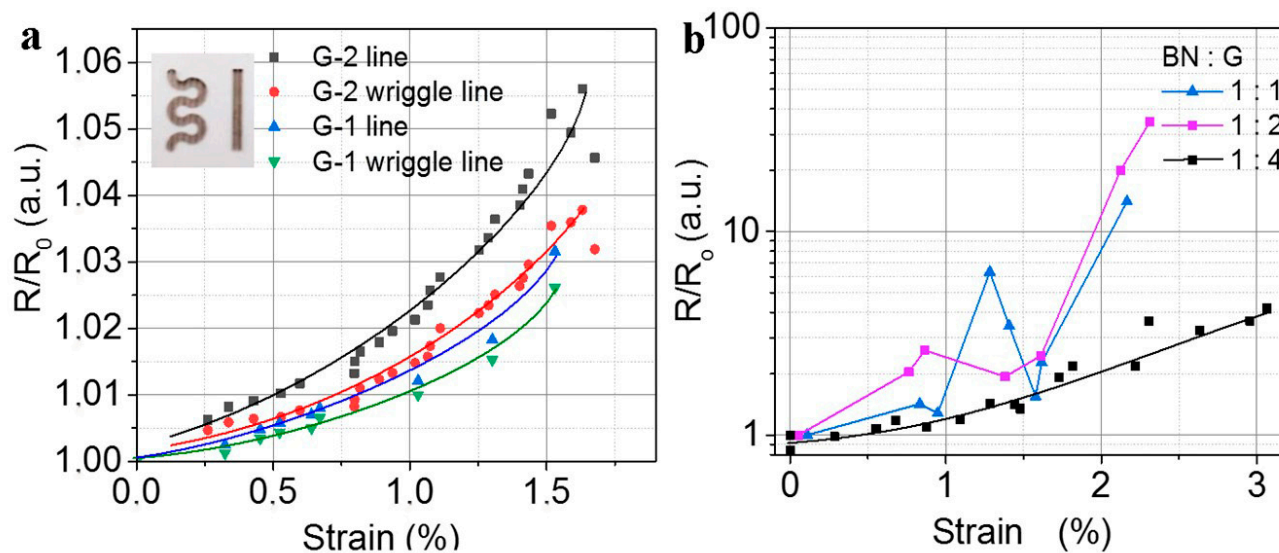 a
G-2 line
G-2 wriggle line
G-1 line
G-1 wriggle line
1.06
1.05
1.04
1.03
1.02
1.01
1.00
R/R0 (a.u.)
0.0 0.5 1.0 1.5
Strain (%)
b
BN : G
1 : 1
1 : 2
1 : 4
100
10
1
R/Ro (a.u.)
0 1 2 3
Strain (%)